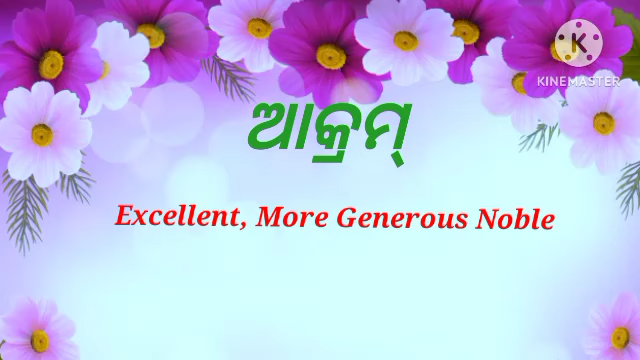 K
KINEMASTER
ଆକ୍ରମ୍
Excellent, More Generous Noble